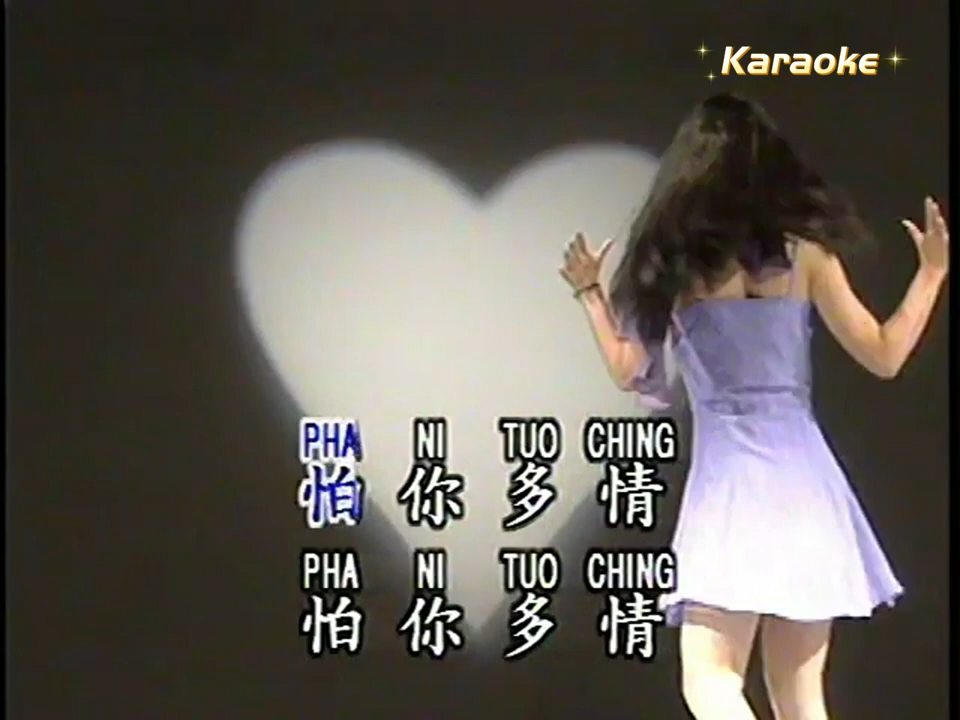 Karaoke
PHA NI TUO CHING
怕 你 多 情
PHA NI TUO CHING
怕 你 多 情